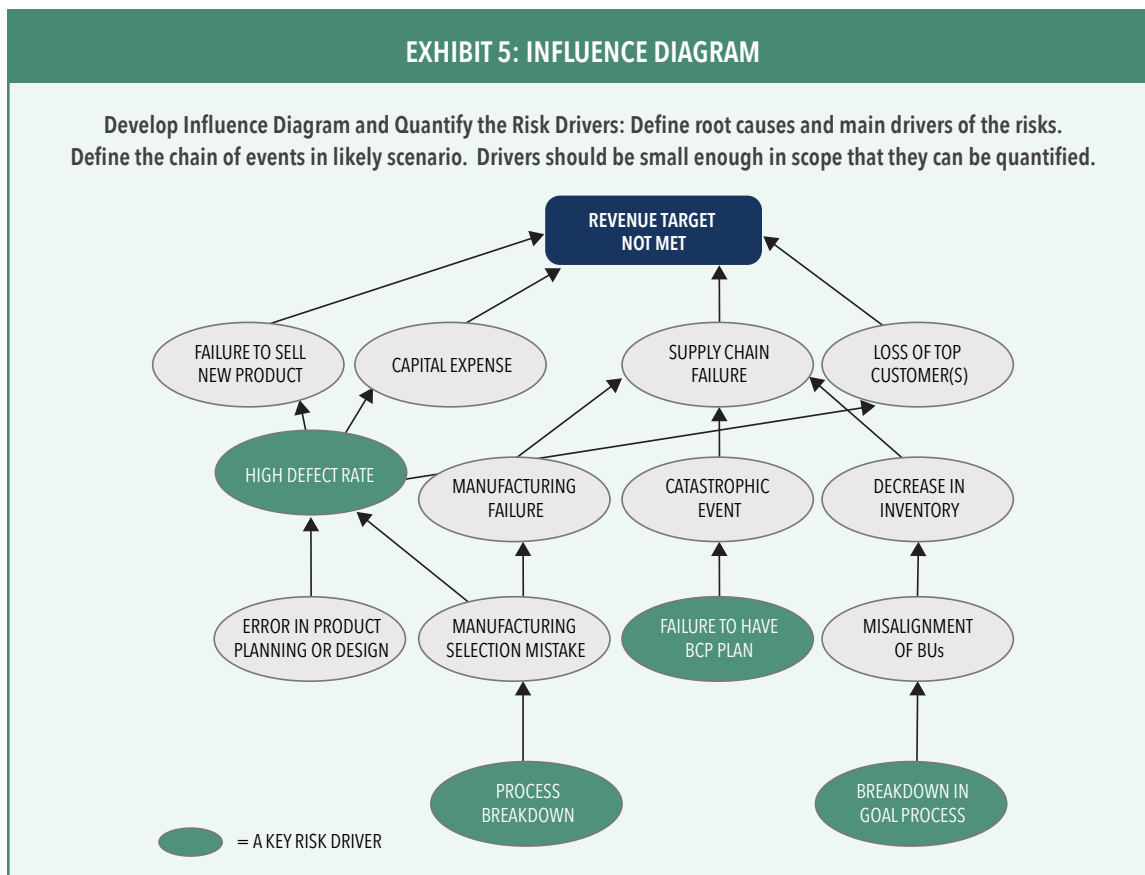 EXHIBIT 5: INFLUENCE DIAGRAM
Develop Influence Diagram and Quantify the Risk Drivers: Define root causes and main drivers of the risks.
Define the chain of events in likely scenario. Drivers should be small enough in scope that they can be quantified.
REVENUE TARGET
NOT MET
FAILURE TO SELL
NEW PRODUCT
CAPITAL EXPENSE
SUPPLY CHAIN
FAILURE
LOSS OF TOP
CUSTOMER(S)
HIGH DEFECT RATE
MANUFACTURING
FAILURE
CATASTROPHIC
EVENT
DECREASE IN
INVENTORY
ERROR IN PRODUCT
PLANNING OR DESIGN
MANUFACTURING
SELECTION MISTAKE
FAILURE TO HAVE
BCP PLAN
MISALIGNMENT
OF BUs
PROCESS
BREAKDOWN
BREAKDOWN IN
GOAL PROCESS
= A KEY RISK DRIVER